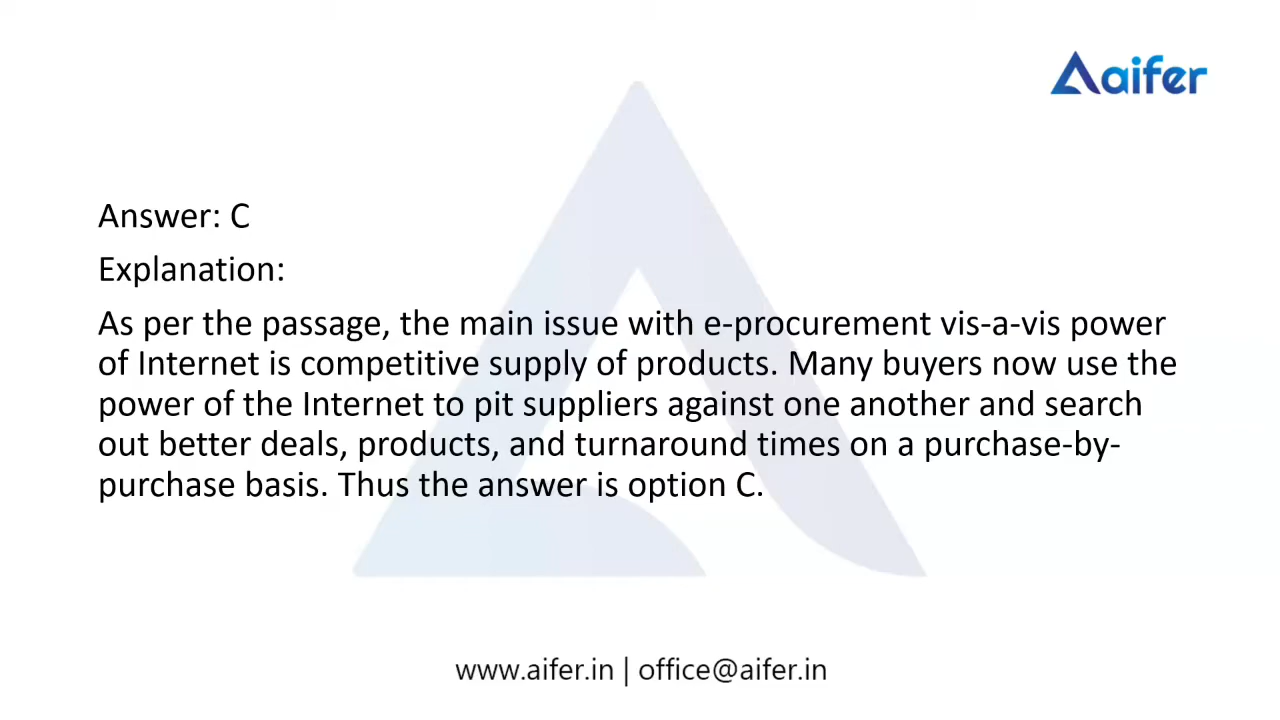 aifer
Answer: C
Explanation:
As per the passage, the main issue with e-procurement vis-a-vis power
of Internet is competitive supply of products. Many buyers now use the
power of the Internet to pit suppliers against one another and search
out better deals, products, and turnaround times on a purchase-by-
purchase basis. Thus the answer is option C.
www.aifer.in | office@aifer.in